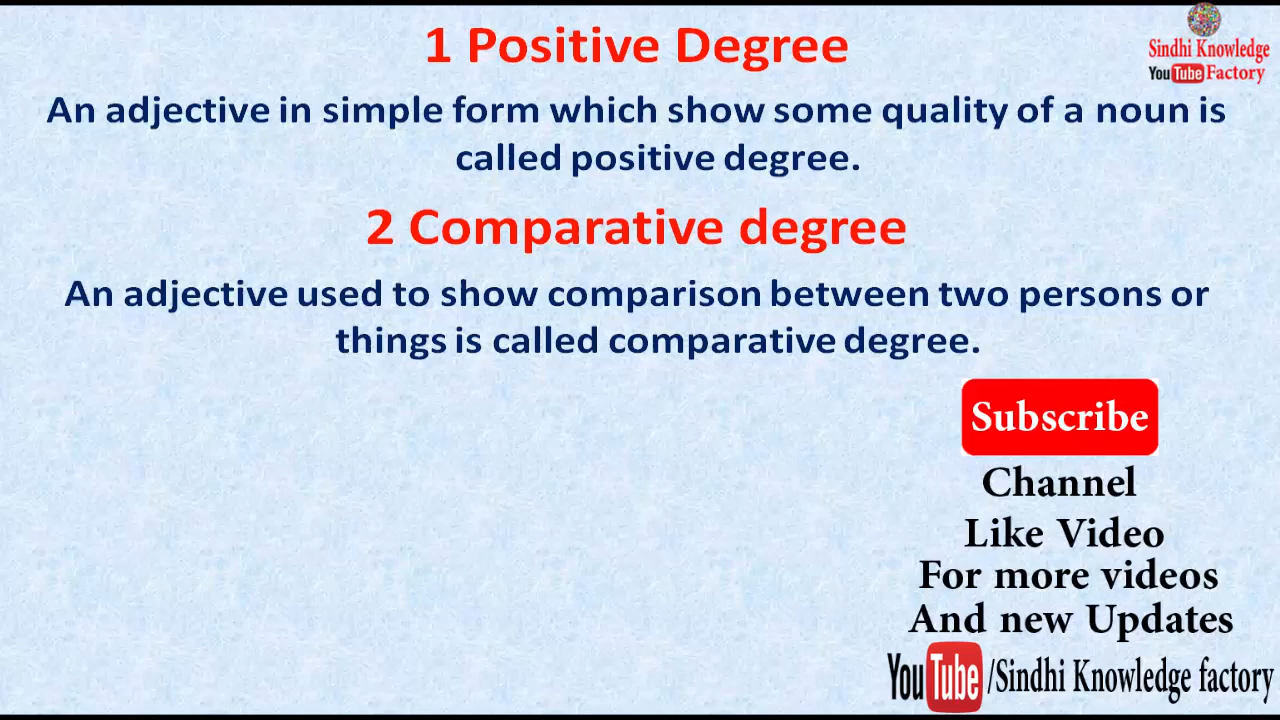 1 Positive Degree
Sindhi Knowledge
YouTube Factory
An adjective in simple form which show some quality of a noun is
called positive degree.
2 Comparative degree
An adjective used to show comparison between two persons or
things is called comparative degree.
Subscribe
Channel
Like Video
For more videos
And new Updates
YouTube/Sindhi Knowledge factory